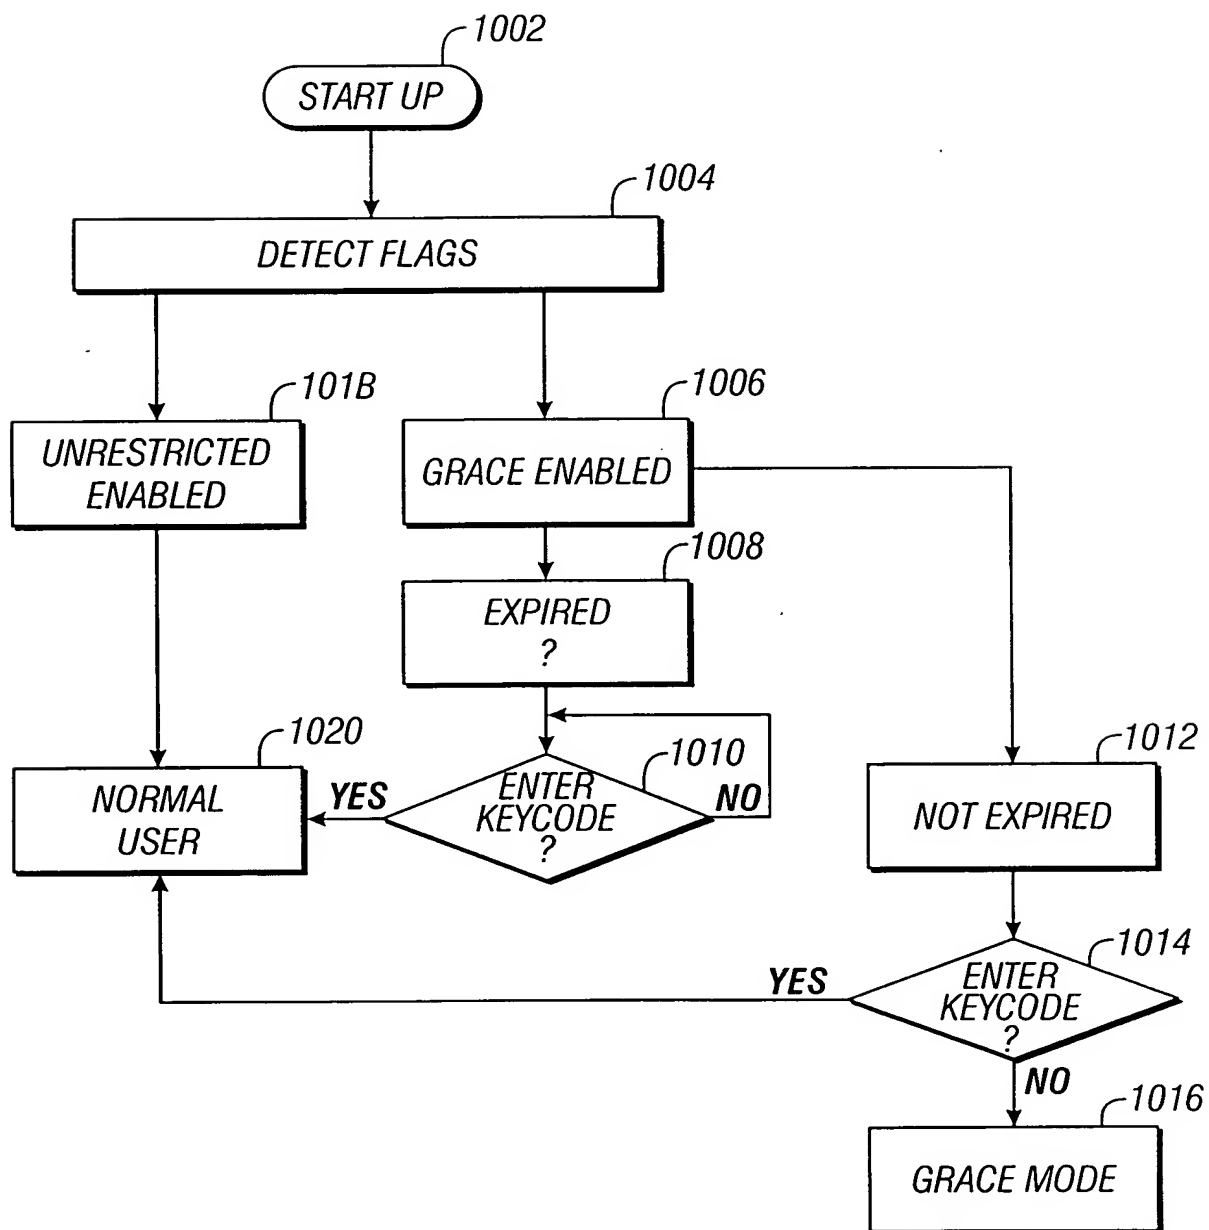 1002
START UP
1004
DETECT FLAGS
101B
UNRESTRICTED
ENABLED
1006
GRACE ENABLED
1008
EXPIRED
?
1020
NORMAL
USER
YES
1010
ENTER
KEYCODE
?
NO
1012
NOT EXPIRED
1014
YES
ENTER
KEYCODE
?
NO
1016
GRACE MODE